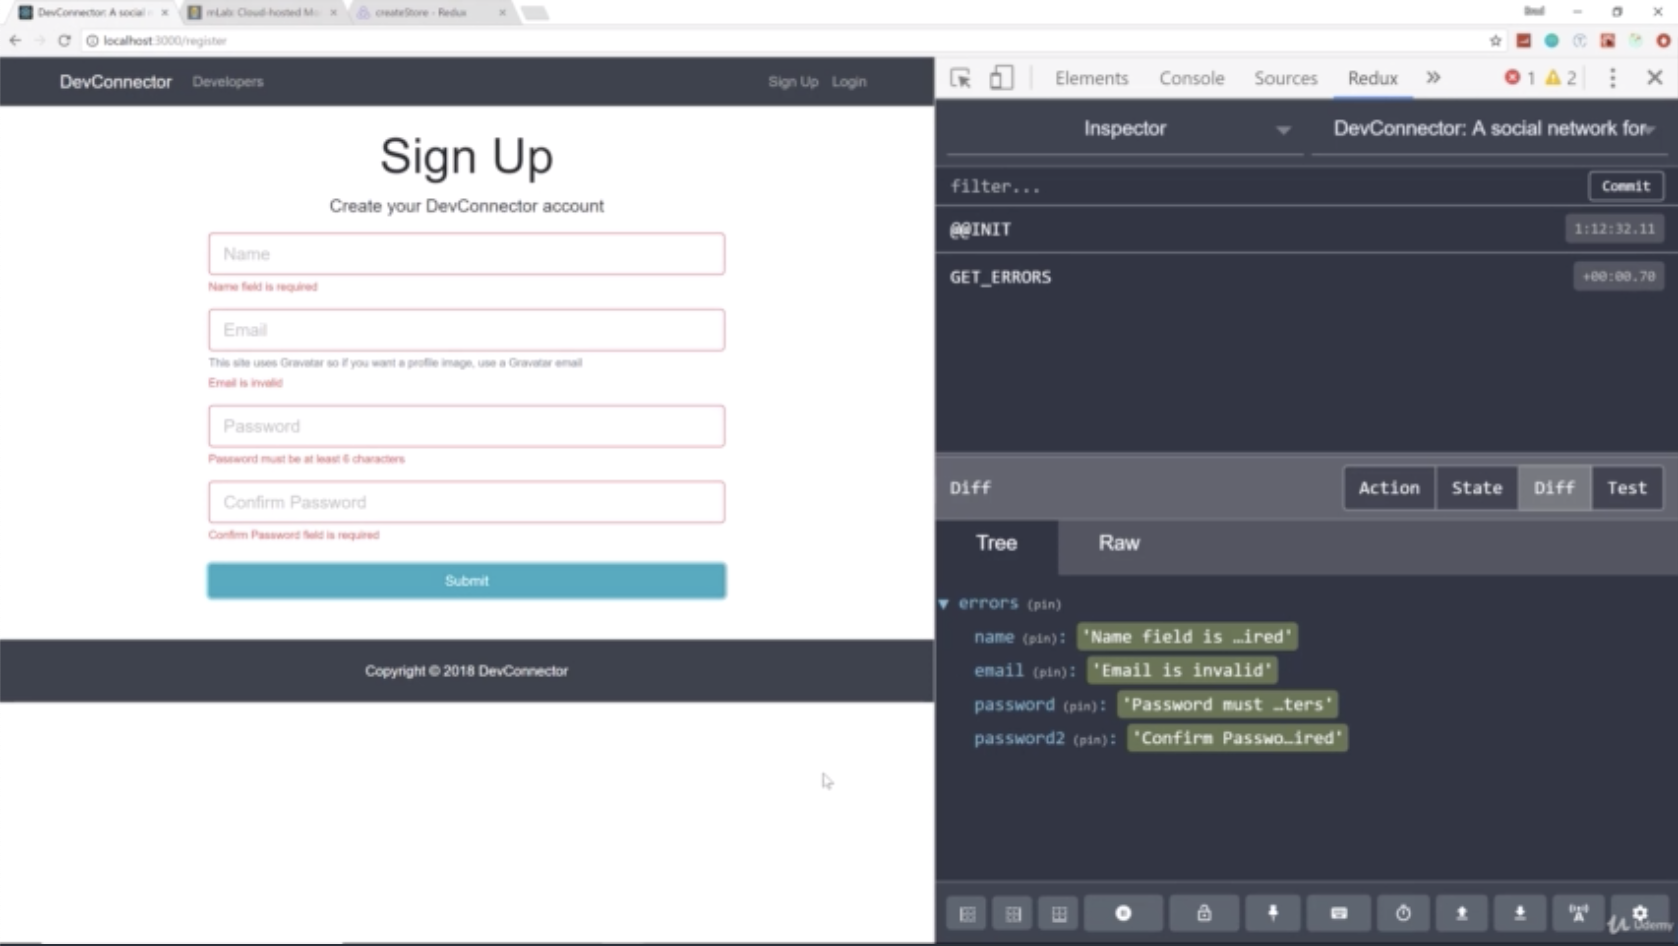 DevConnector: A social
mLab: Cloud-hosted Mo
createStore - Redux
localhost:3000/register
DevConnector
Developers
Sign Up
Login
Sign Up
Create your DevConnector account
Name
Name field is required
Email
This site uses Gravatar so if you want a profile image, use a Gravatar email
Email is invalid
Password
Password must be at least 6 characters
Confirm Password
Confirm Password field is required
Submit
Copyright © 2018 DevConnector
Elements
Console
Sources
Redux
1
2
Inspector
DevConnector: A social network for
filter...
Commit
@@INIT
1:12:32.11
GET_ERRORS
+00:00.70
Diff
Action
State
Diff
Test
Tree
Raw
errors (pin)
name (pin): 'Name field is …ired'
email (pin): 'Email is invalid'
password (pin): 'Password must …ters'
password2 (pin): 'Confirm Passwo…ired'
Udemy